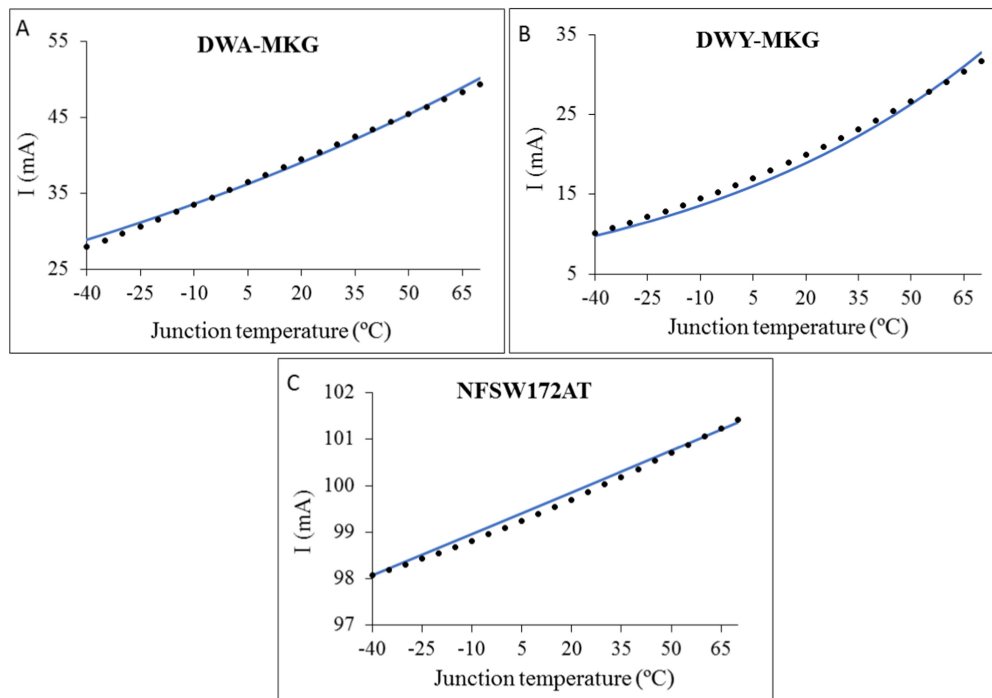 A
DWA-MKG
55
45
35
25
I (mA)
-40 -25 -10 5 20 35 50 65
Junction temperature (ºC)
B
DWY-MKG
35
25
15
5
I (mA)
-40 -25 -10 5 20 35 50 65
Junction temperature (ºC)
C
NFSW172AT
102
101
100
99
98
97
I (mA)
-40 -25 -10 5 20 35 50 65
Junction temperature (ºC)